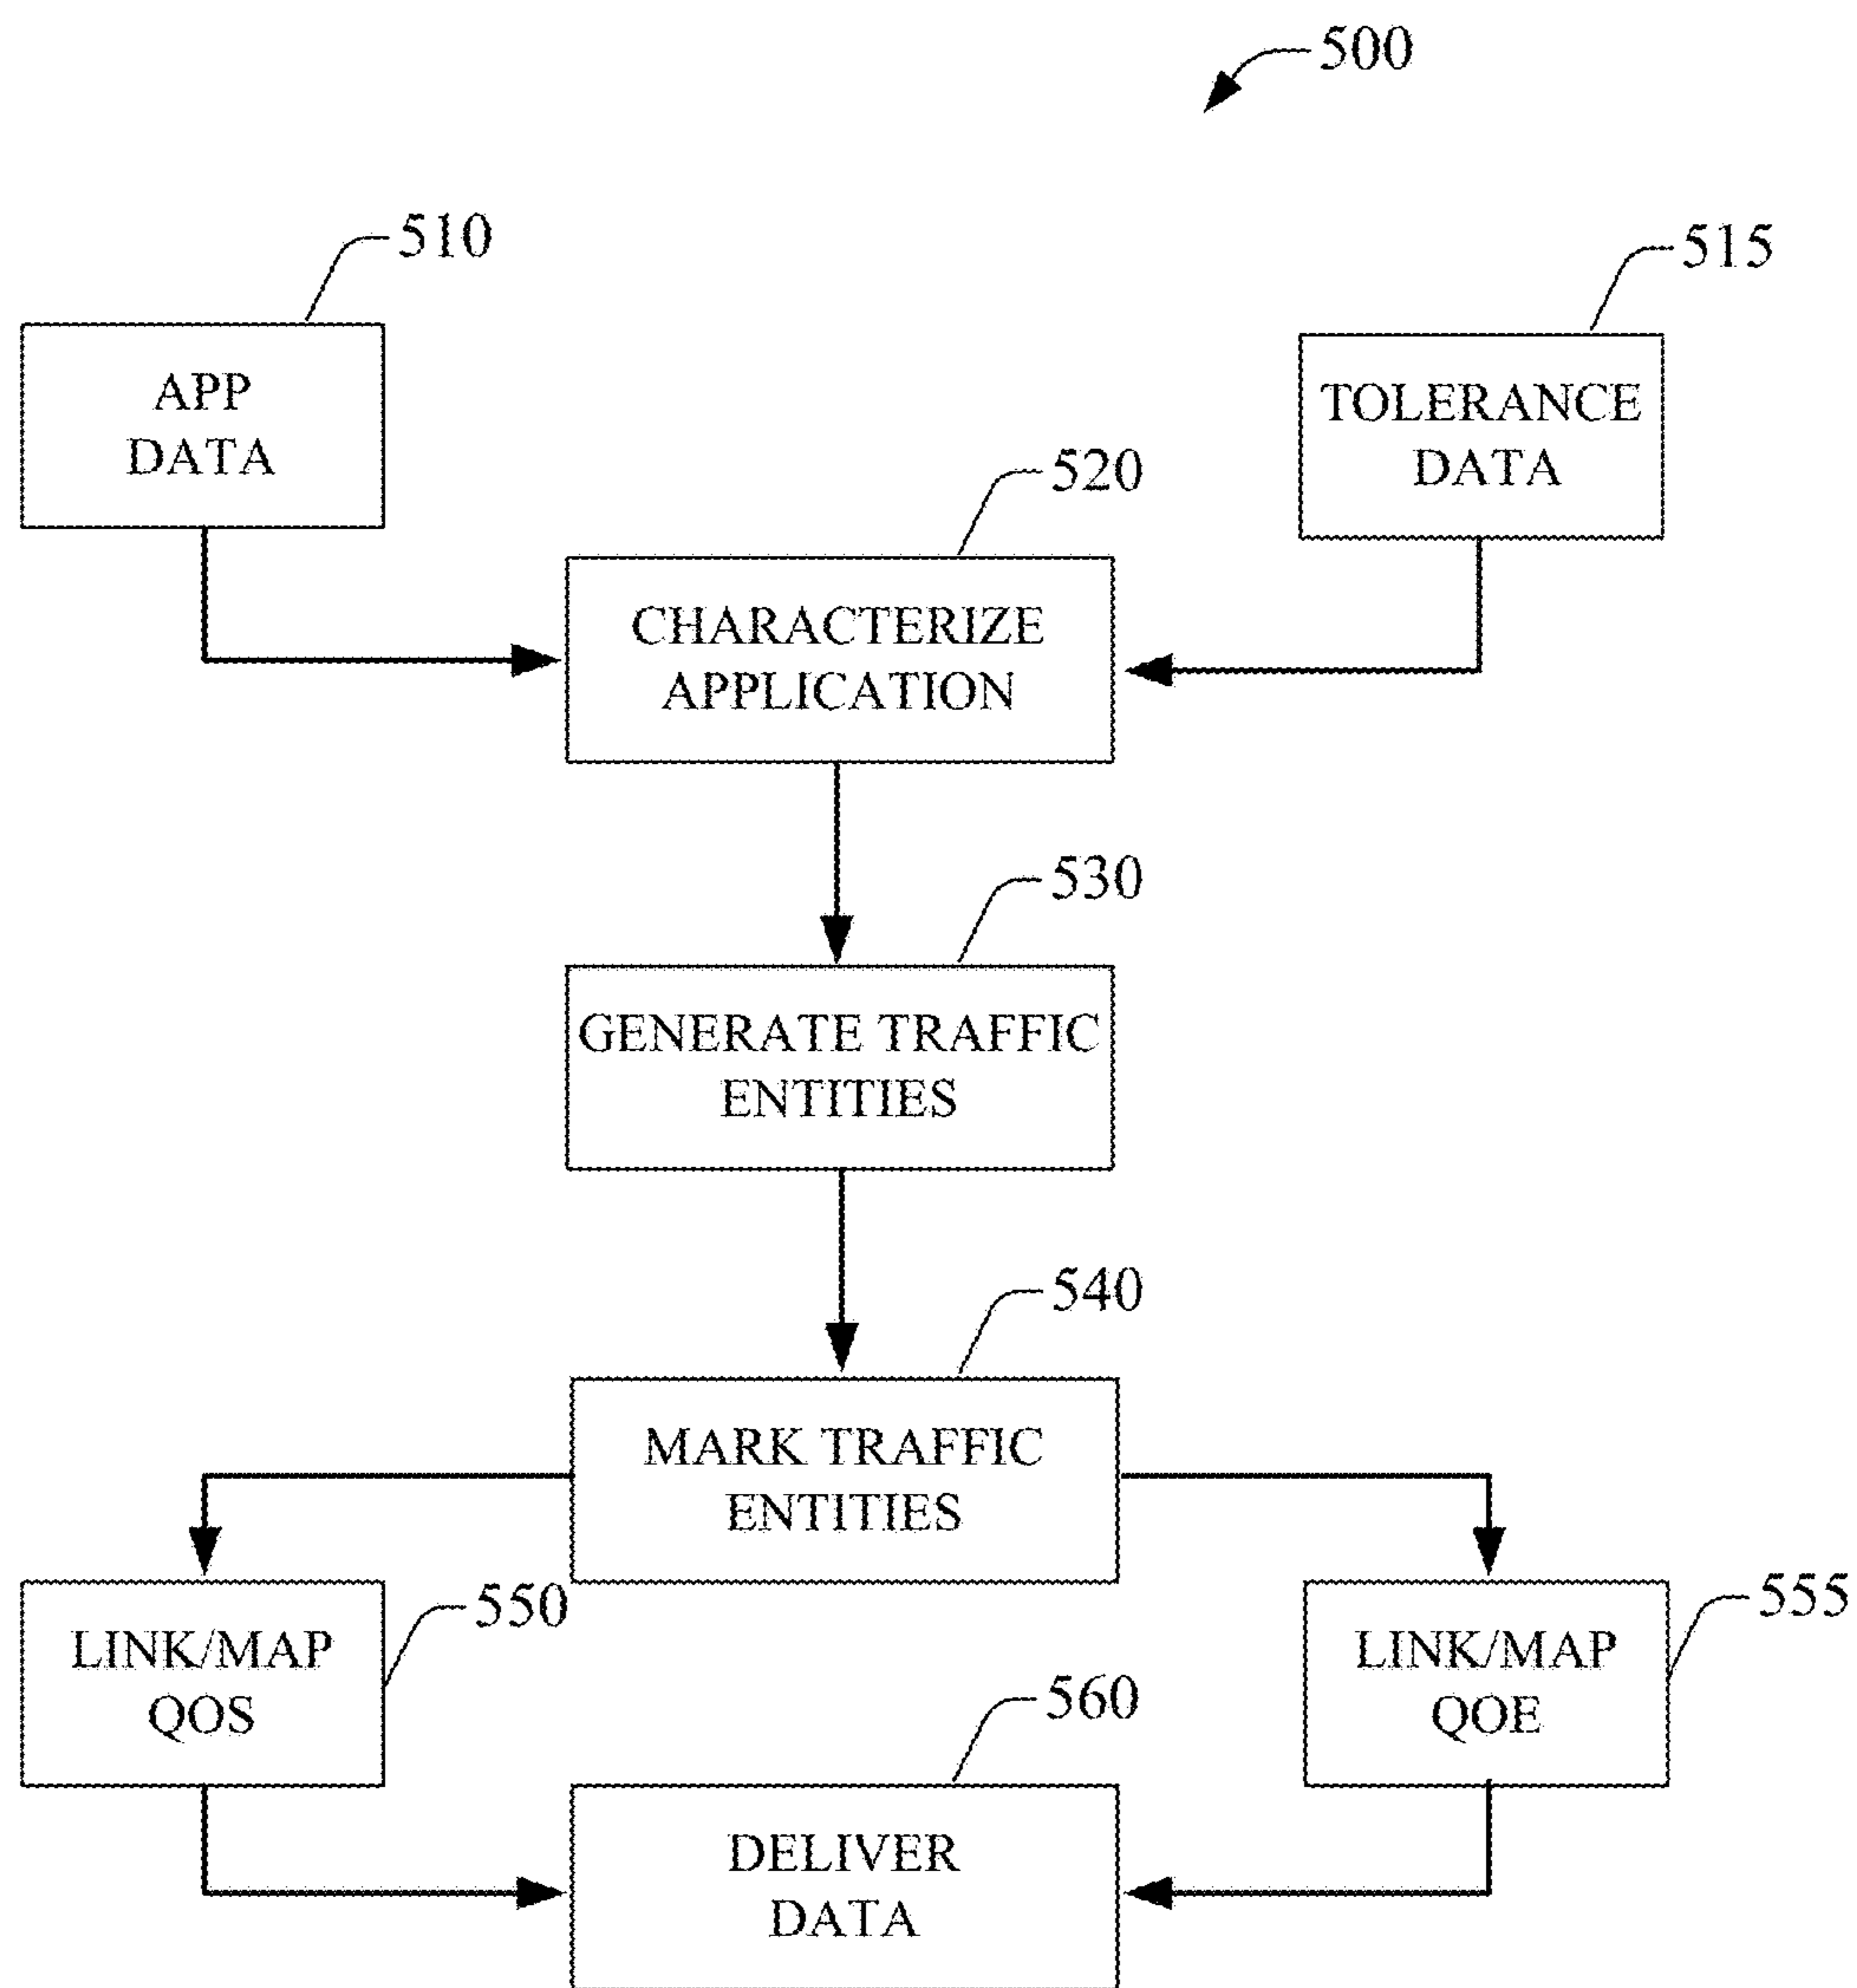 500
510
515
APP
DATA
TOLERANCE
DATA
520
CHARACTERIZE
APPLICATION
530
GENERATE TRAFFIC
ENTITIES
540
MARK TRAFFIC
ENTITIES
550
555
LINK/MAP
QOS
LINK/MAP
QOE
560
DELIVER
DATA